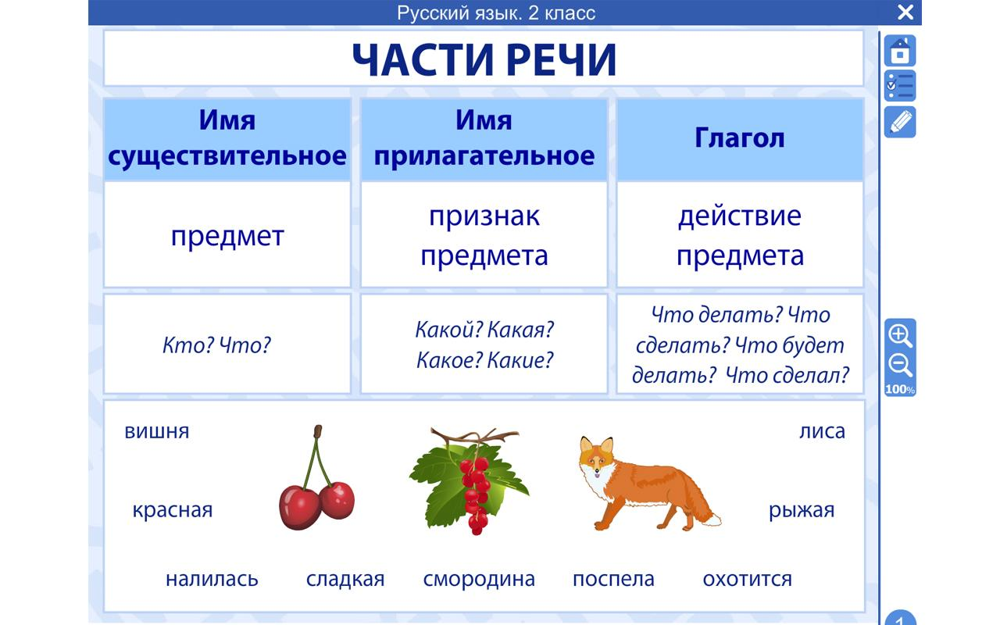 Русский язык. 2 класс
ЧАСТИ РЕЧИ
Имя
существительное
Имя
прилагательное
Глагол
предмет
признак
предмета
действие
предмета
Кто? Что?
Какой? Какая?
Какое? Какие?
Что делать? Что
сделать? Что будет
делать? Что сделал?
100%
вишня
лиса
красная
рыжая
налилась
сладкая
смородина
поспела
охотится
1